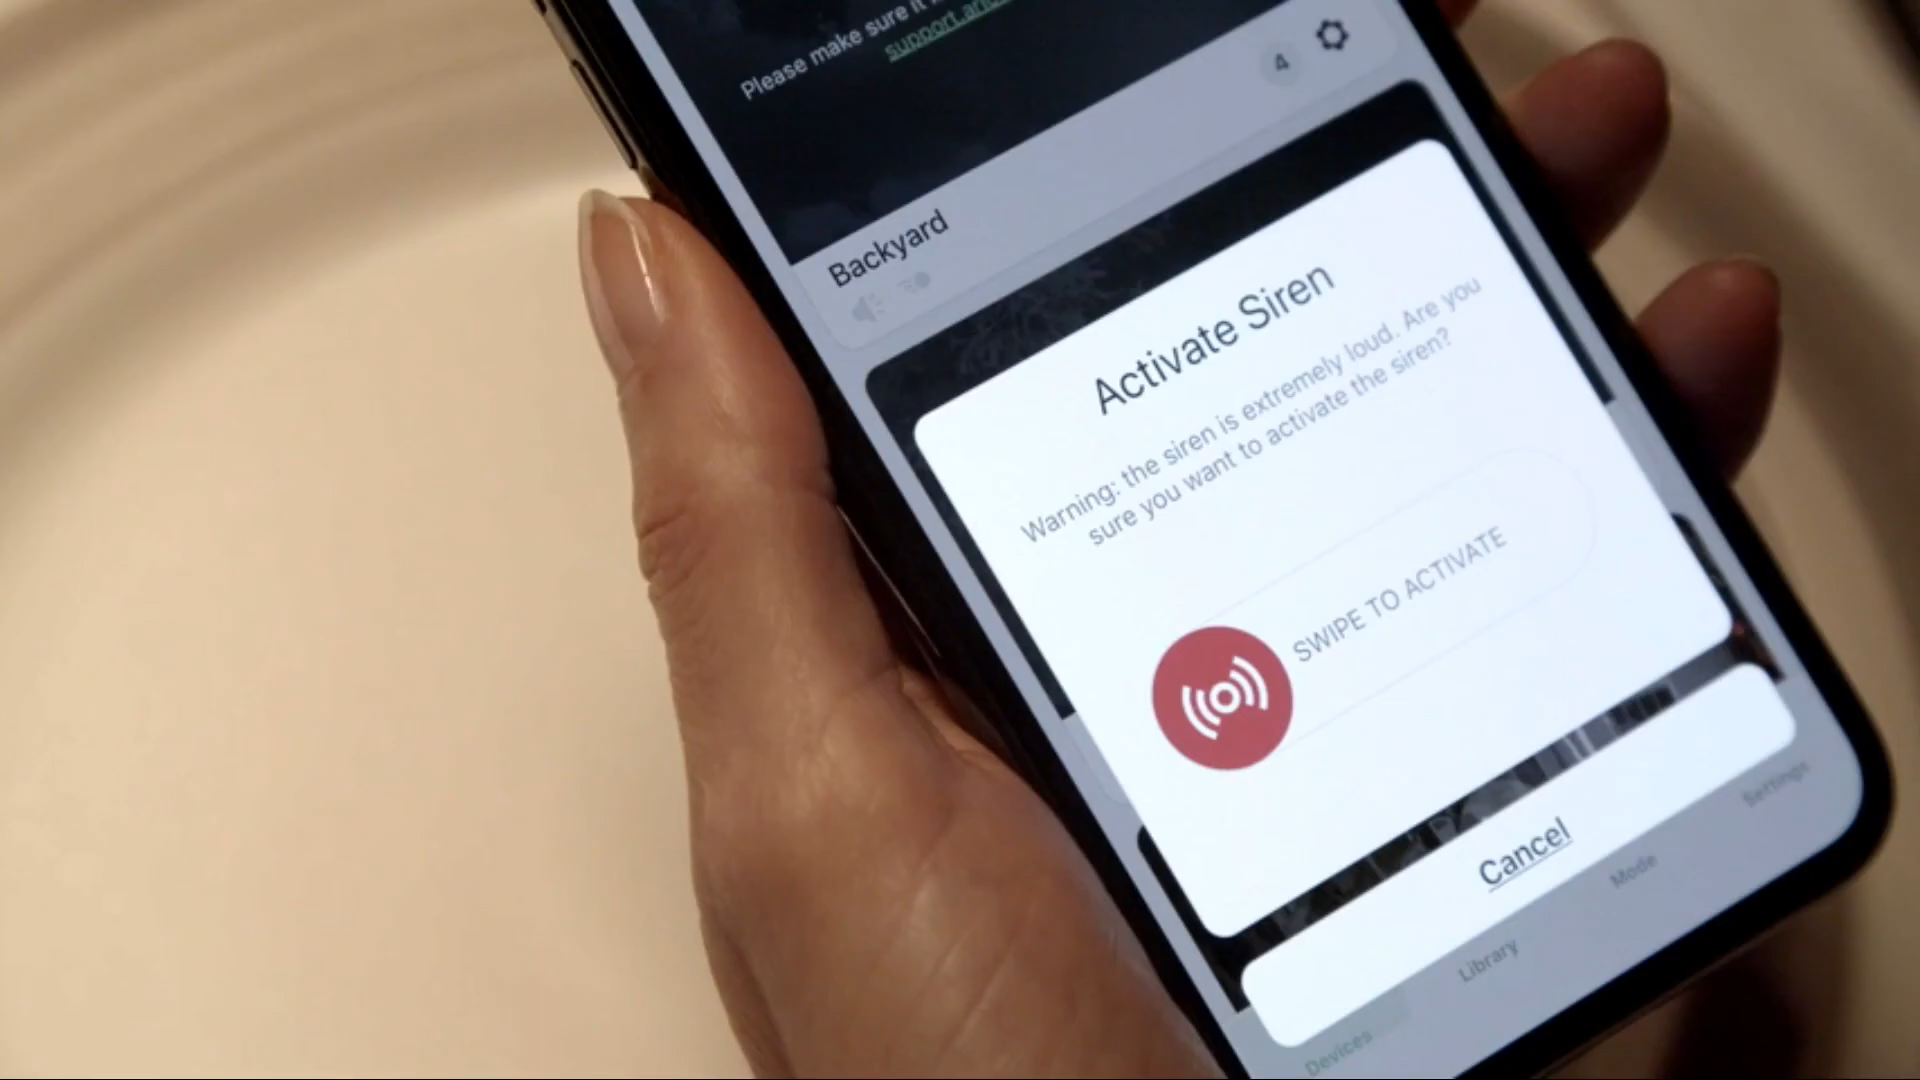 Please make sure it
support.arlo
4
Backyard
Activate Siren
Warning: the siren is extremely loud. Are you
sure you want to activate the siren?
SWIPE TO ACTIVATE
Cancel
Devices
Library
Mode
Settings